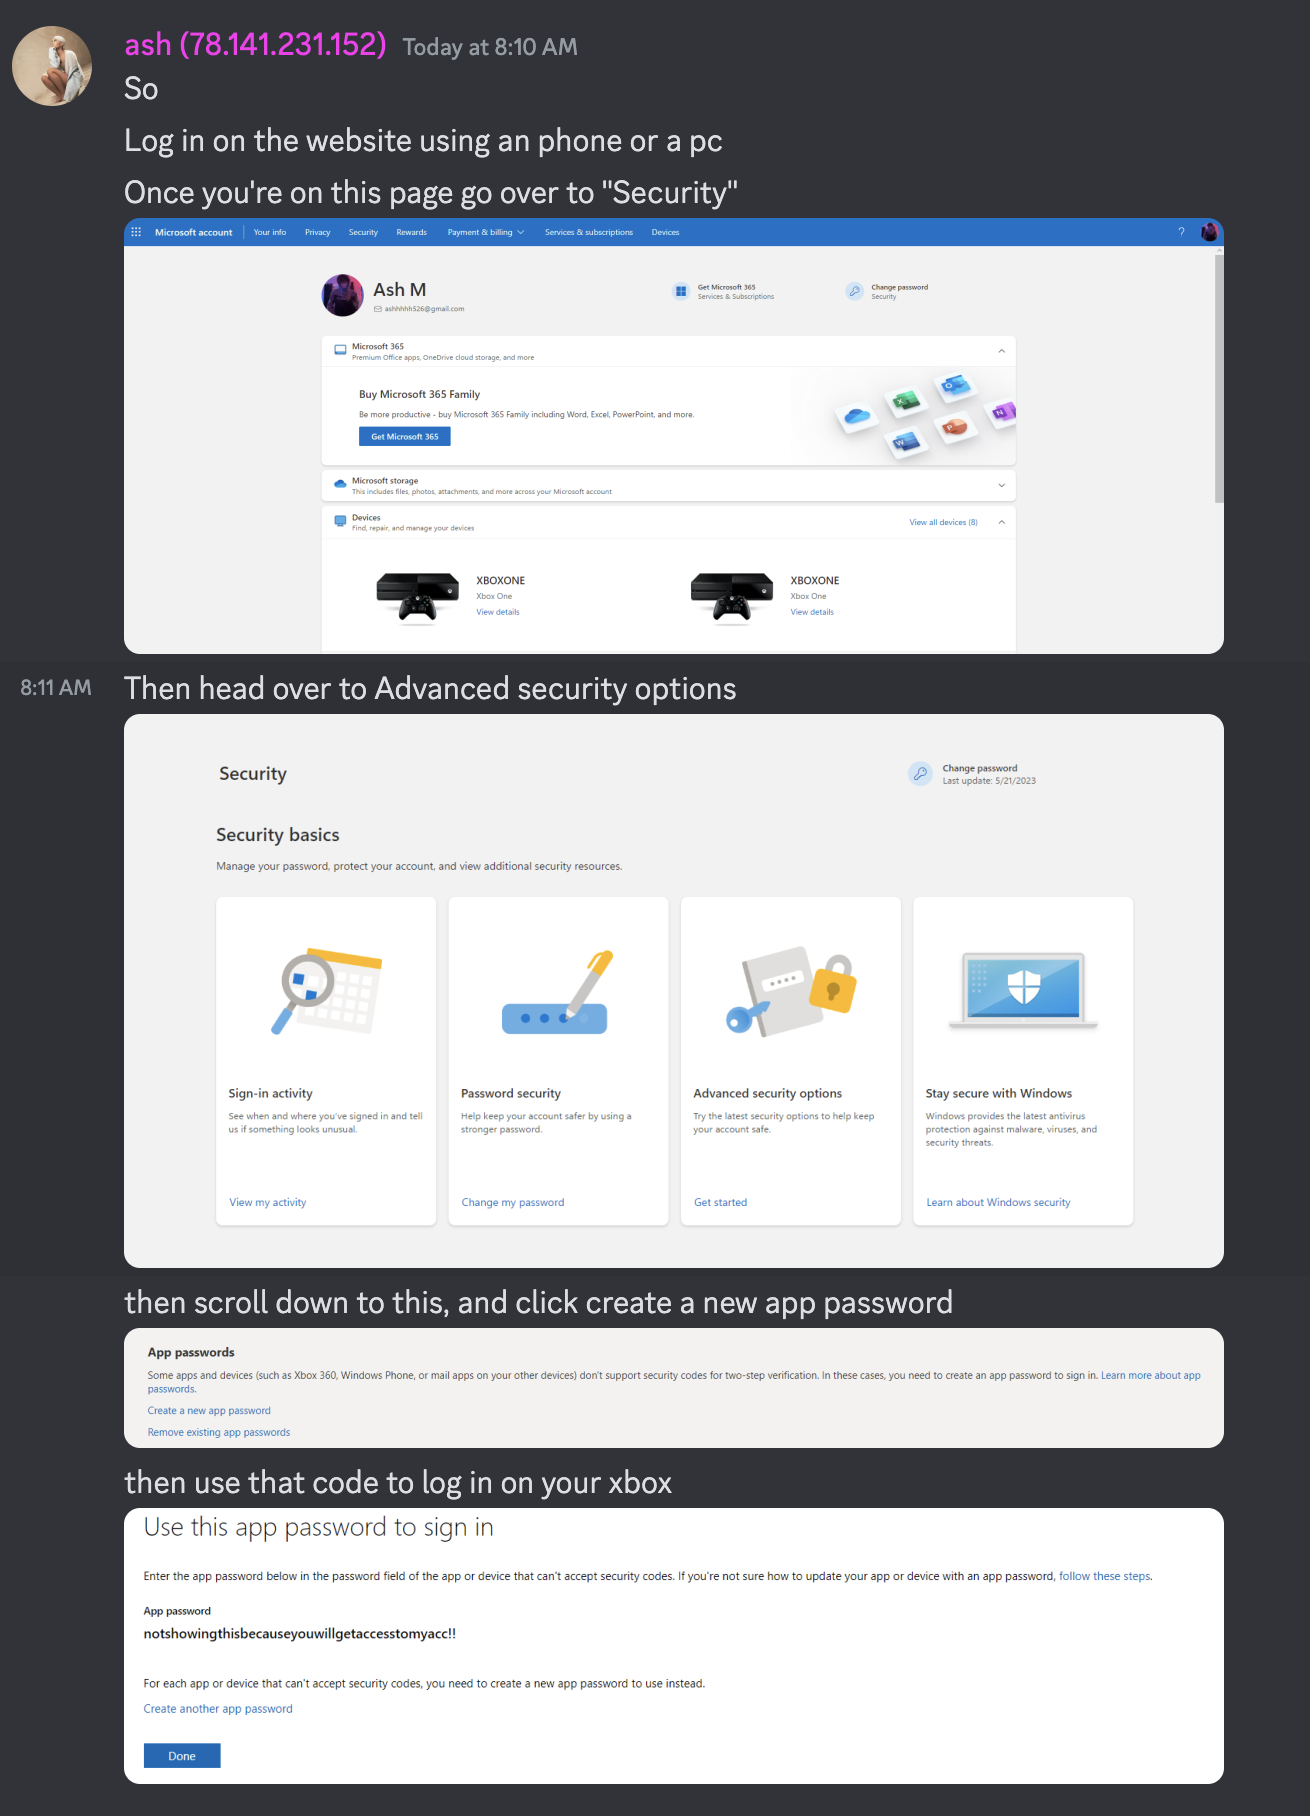 ash (78.141.231.152) Today at 8:10 AM
So
Log in on the website using an phone or a pc
Once you're on this page go over to "Security"
Microsoft account Your info Privacy Security Rewards Payment & billing Services & subscriptions Devices ?
Ash M
ashhhhh526@gmail.com
Get Microsoft 365
Services & Subscriptions
Change password
Security
Microsoft 365
Premium Office apps, OneDrive cloud storage, and more
Buy Microsoft 365 Family
Be more productive - buy Microsoft 365 Family including Word, Excel, PowerPoint, and more.
Get Microsoft 365
Microsoft storage
This includes files, photos, attachments, and more across your Microsoft account
Devices
Find, repair, and manage your devices
View all devices (8)
XBOXONE
Xbox One
View details
XBOXONE
Xbox One
View details
8:11 AM Then head over to Advanced security options
Security
Change password
Last update: 5/21/2023
Security basics
Manage your password, protect your account, and view additional security resources.
Sign-in activity
See when and where you've signed in and tell
us if something looks unusual.
View my activity
Password security
Help keep your account safer by using a
stronger password.
Change my password
Advanced security options
Try the latest security options to help keep
your account safe.
Get started
Stay secure with Windows
Windows provides the latest antivirus
protection against malware, viruses, and
security threats.
Learn about Windows security
then scroll down to this, and click create a new app password
App passwords
Some apps and devices (such as Xbox 360, Windows Phone, or mail apps on your other devices) don't support security codes for two-step verification. In these cases, you need to create an app password to sign in. Learn more about app
passwords.
Create a new app password
Remove existing app passwords
then use that code to log in on your xbox
Use this app password to sign in
Enter the app password below in the password field of the app or device that can't accept security codes. If you're not sure how to update your app or device with an app password, follow these steps.
App password
notshowingthisbecauseyouwillgetaccesstomyacc!!
For each app or device that can't accept security codes, you need to create a new app password to use instead.
Create another app password
Done